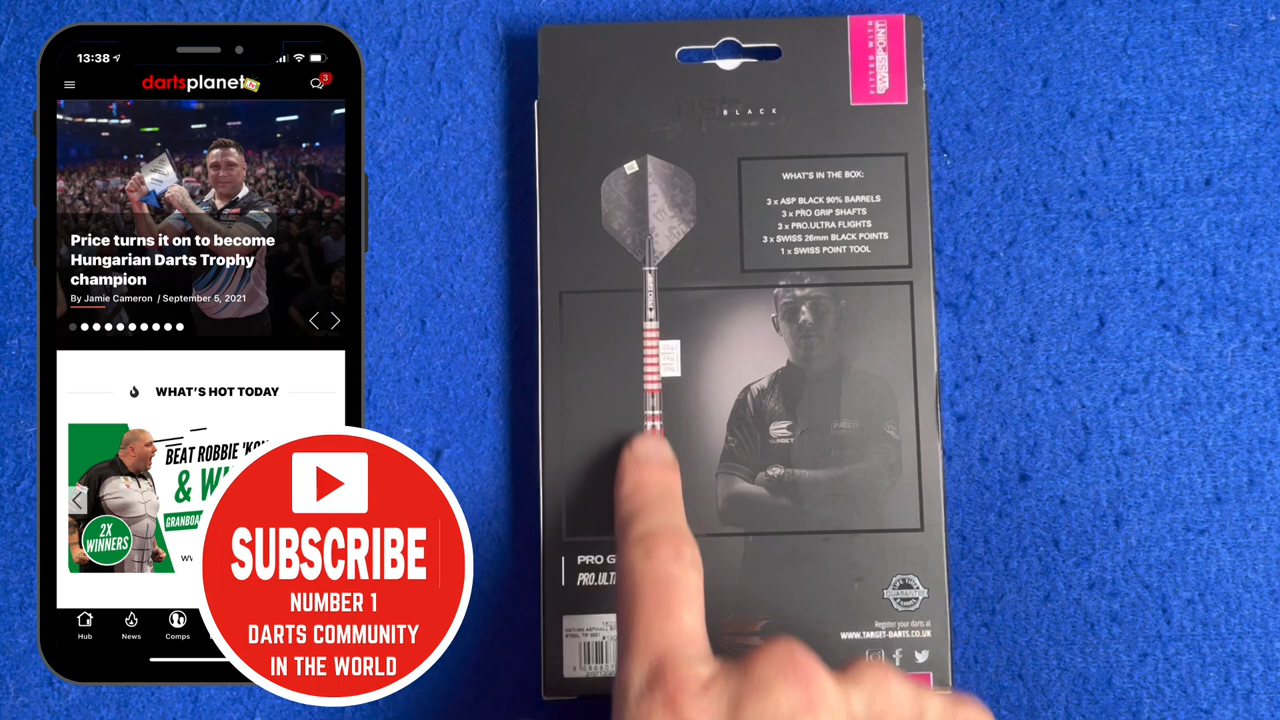 13:38
dartsplanet
3
Price turns it on to become
Hungarian Darts Trophy
champion
By Jamie Cameron / September 5, 2021
WHAT'S HOT TODAY
BEAT ROBBIE
&
2X
WINNERS
Hub
News
Comps
SUBSCRIBE
NUMBER 1
DARTS COMMUNITY
IN THE WORLD
FITTED WITH
SWISSPOINT
BLACK
WHAT'S IN THE BOX:
3 x ASP BLACK 90% BARRELS
3 x PRO GRIP SHAFTS
3 x PRO.ULTRA FLIGHTS
3 x SWISS 26mm BLACK POINTS
1 x SWISS POINT TOOL
PRO.GRIP
TARGET
PRO G
PRO.ULT
GUARANTEE
Register your darts at
WWW.TARGET-DARTS.CO.UK